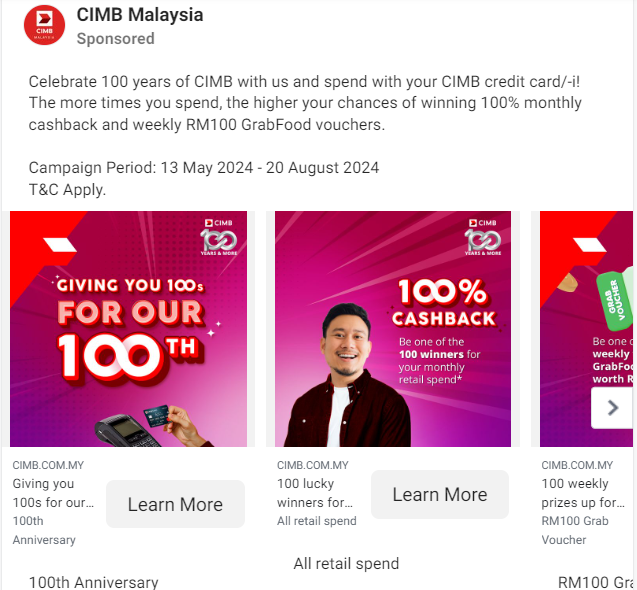 CIMB Malaysia
Sponsored
Celebrate 100 years of CIMB with us and spend with your CIMB credit card/-i!
The more times you spend, the higher your chances of winning 100% monthly
cashback and weekly RM100 GrabFood vouchers.
Campaign Period: 13 May 2024 - 20 August 2024
T&C Apply.
CIMB
100
YEARS & MORE
GIVING YOU 100s
FOR OUR
100TH
CIMB
100
YEARS & MORE
100%
CASHBACK
Be one of the
100 winners for
your monthly
retail spend*
GRAB
VOUCHER
Be one
weekly
GrabFoo
worth R
CIMB.COM.MY
Giving you
100s for our...
100th
Anniversary
Learn More
100th Anniversary
CIMB.COM.MY
100 lucky
winners for...
All retail spend
Learn More
All retail spend
CIMB.COM.MY
100 weekly
prizes up for...
RM100 Grab
Voucher
RM100 Gra